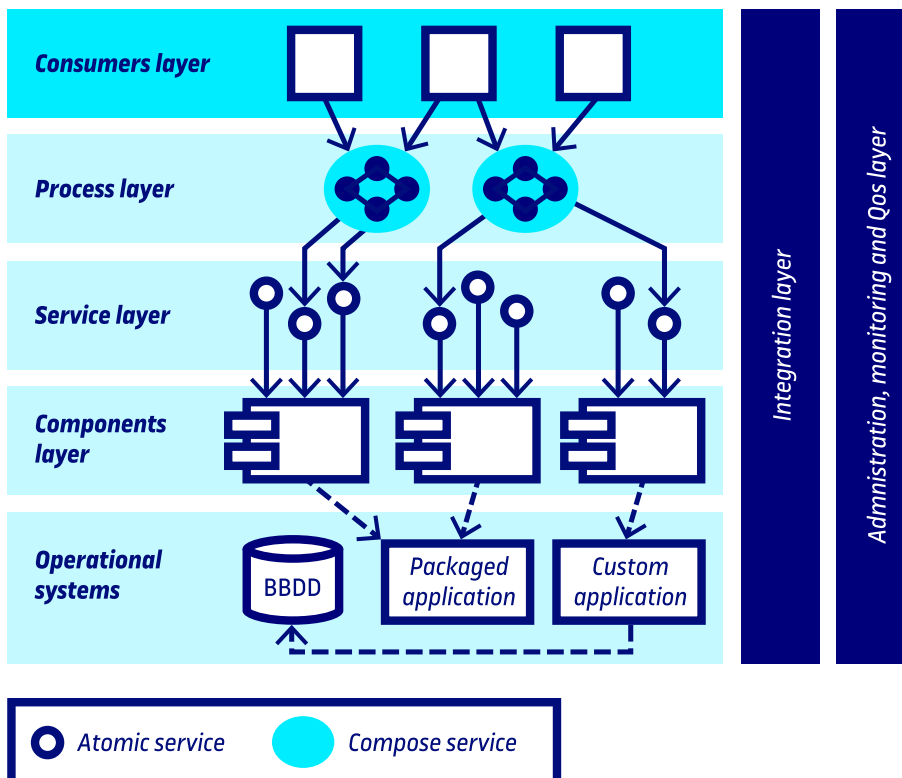 Consumers layer
Process layer
Service layer
Components
layer
Operational
systems
BBDD
Packaged
application
Custom
application
Integration layer
Admnistration, monitoring and Qos layer
Atomic service
Compose service